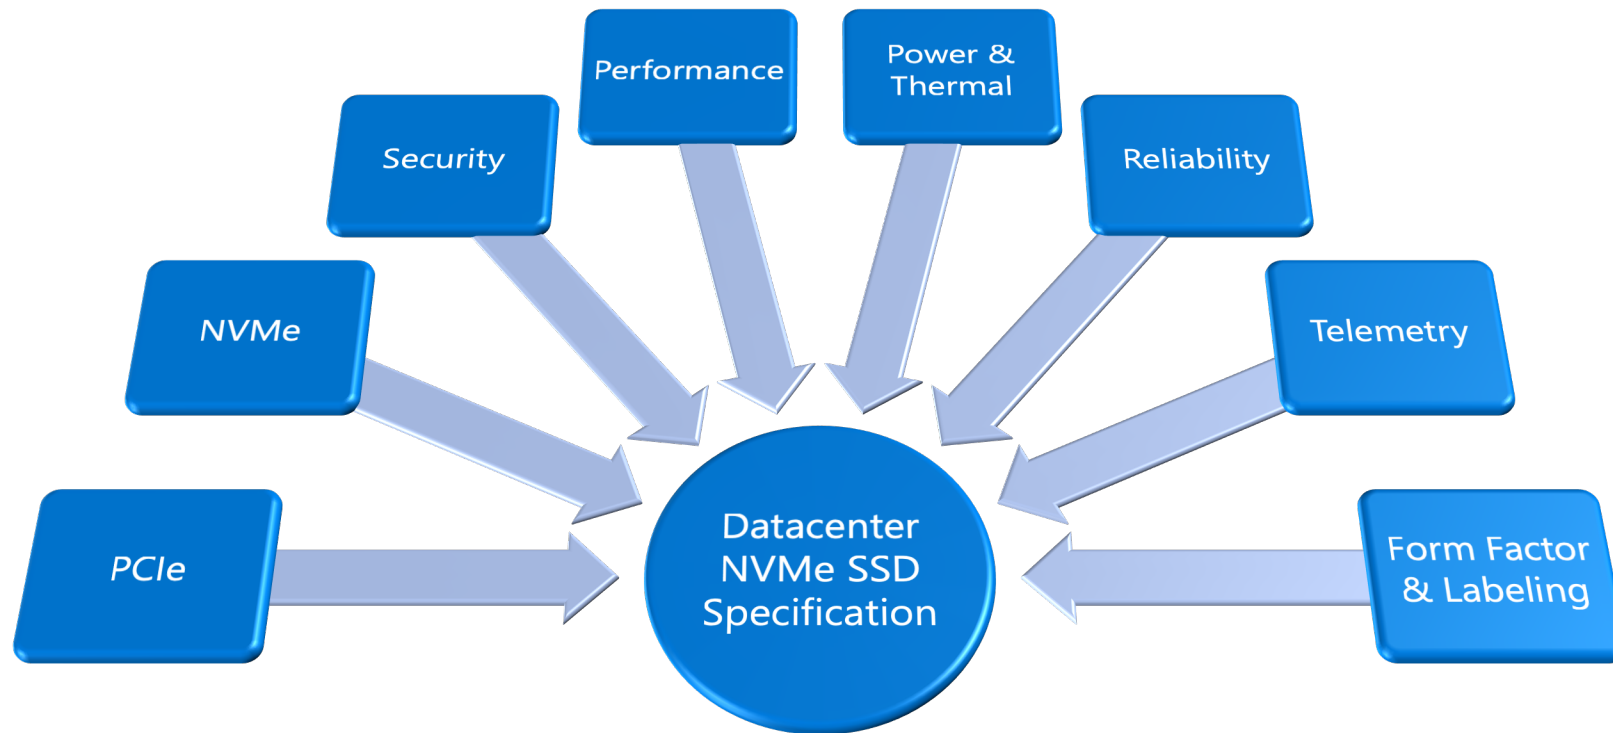 Performance
Power &
Thermal
Security
Reliability
NVMe
Telemetry
PCIe
Datacenter
NVMe SSD
Specification
Form Factor
& Labeling